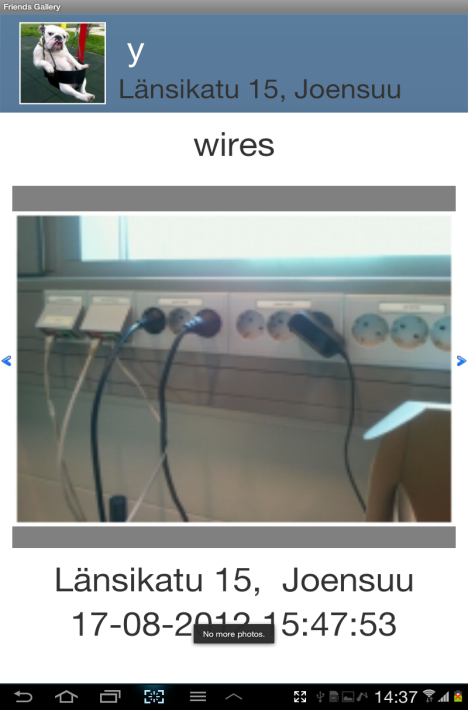 Friends Gallery
y
Länsikatu 15, Joensuu
wires
Länsikatu 15,  Joensuu
17-08-2012 15:47:53
No more photos.
14:37